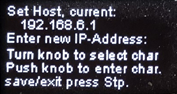 Set Host, current:
192.168.6.1
Enter new IP-Address:
Turn knob to select char
Push knob to enter char.
save/exit press Stp.